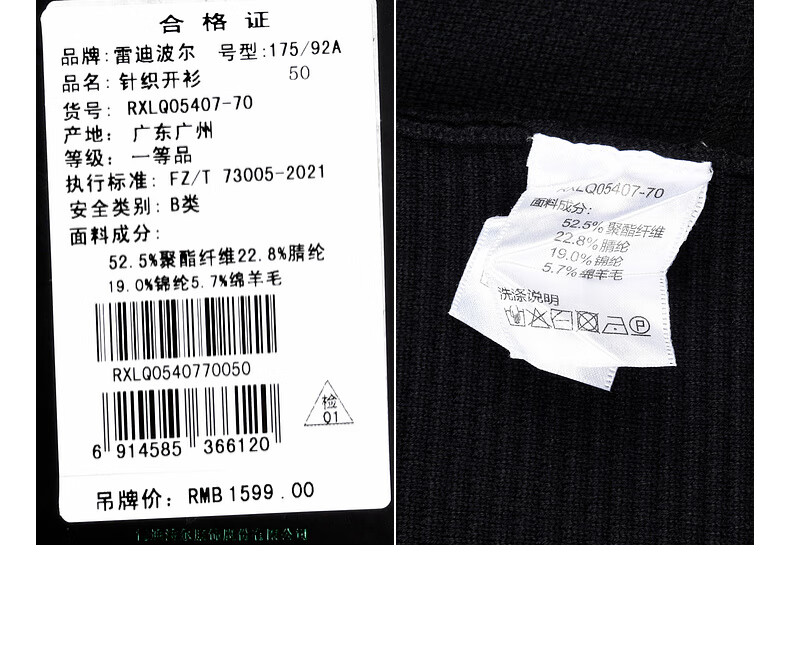 合格证
品牌:雷迪波尔 号型:175/92A
品名:针织开衫 50
货号: RXLQ05407-70
产地: 广东广州
等级: 一等品
执行标准: FZ/T 73005-2021
安全类别: B类
面料成分:
52.5%聚酯纤维22.8%腈纶
19.0%锦纶5.7%绵羊毛
RXLQ0540770050
检
01
6 914585 366120
吊牌价: RMB 1599.00
RXLQ05407-70
面料成分:
52.5%聚酯纤维
22.8%腈纶
19.0%锦纶
5.7%绵羊毛
洗涤说明
P